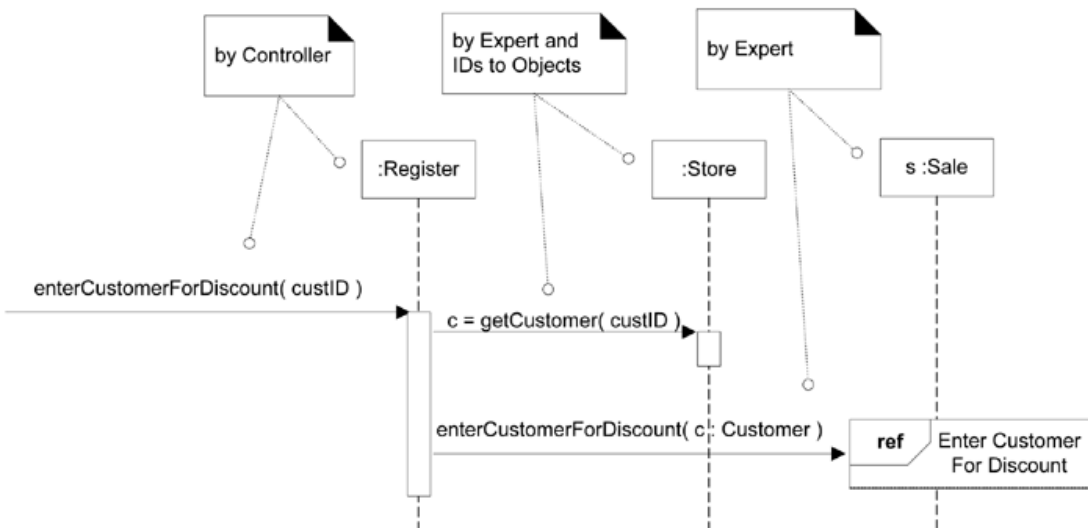 by Controller
by Expert and
IDs to Objects
by Expert
:Register
:Store
s :Sale
enterCustomerForDiscount( custID )
c = getCustomer( custID )
enterCustomerForDiscount( c : Customer )
ref
Enter Customer
For Discount